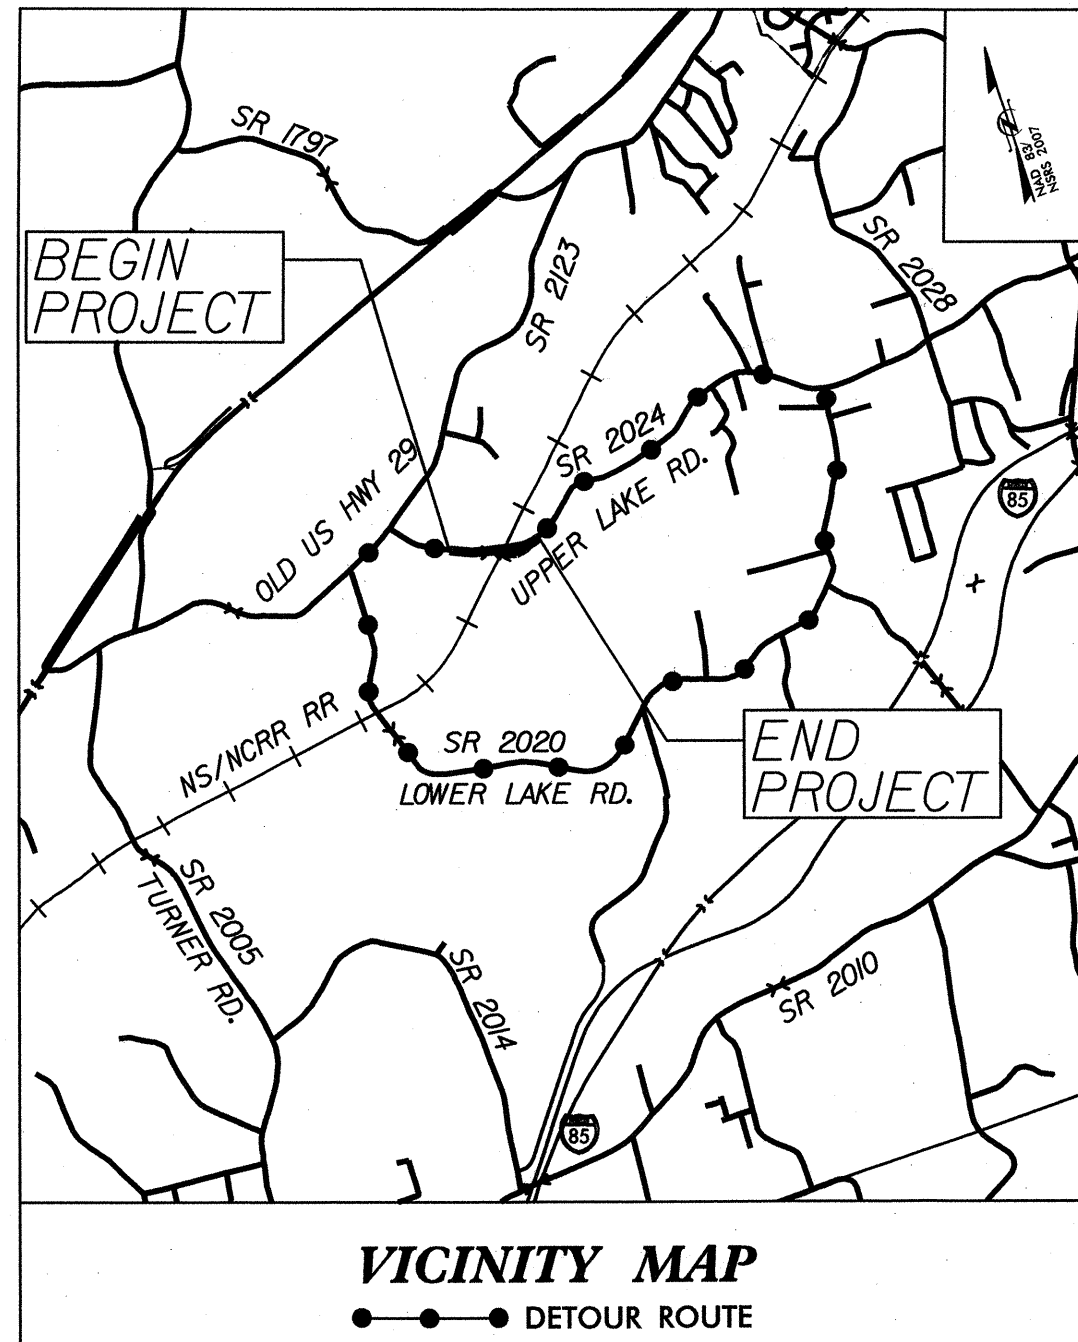 SR 1797
NAD 83/
NSRS 2007
BEGIN
PROJECT
SR 2123
SR 2028
SR 2024
UPPER LAKE RD.
OLD US HWY 29
85
NS/NCRR RR
SR 2020
LOWER LAKE RD.
END
PROJECT
SR 2005
TURNER RD.
SR 2014
SR 2010
85
VICINITY MAP
DETOUR ROUTE